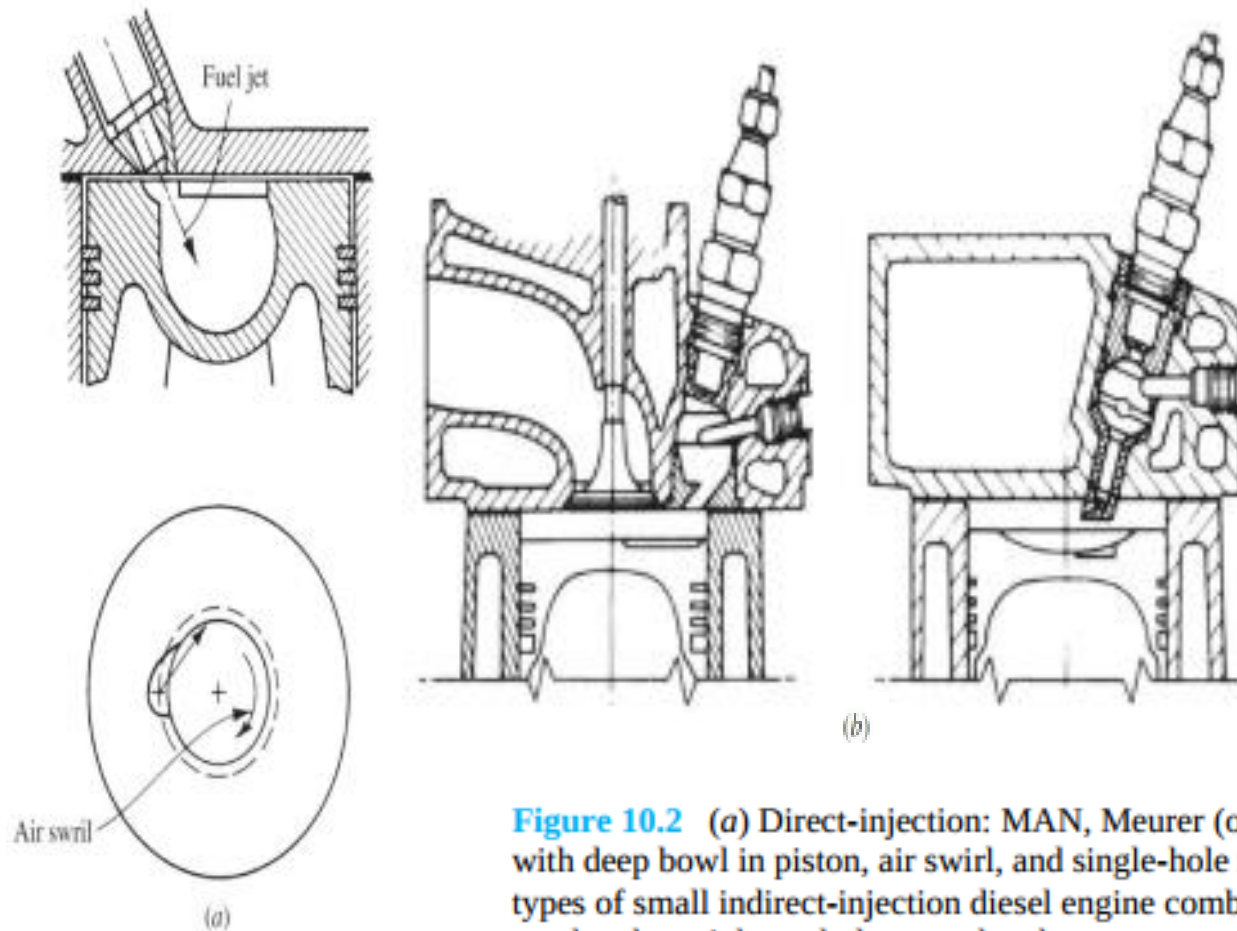 Fuel jet
Air swril
(a)
(b)
Figure 10.2 (a) Direct-injection: MAN, Meurer (o
with deep bowl in piston, air swirl, and single-hole
types of small indirect-injection diesel engine comb